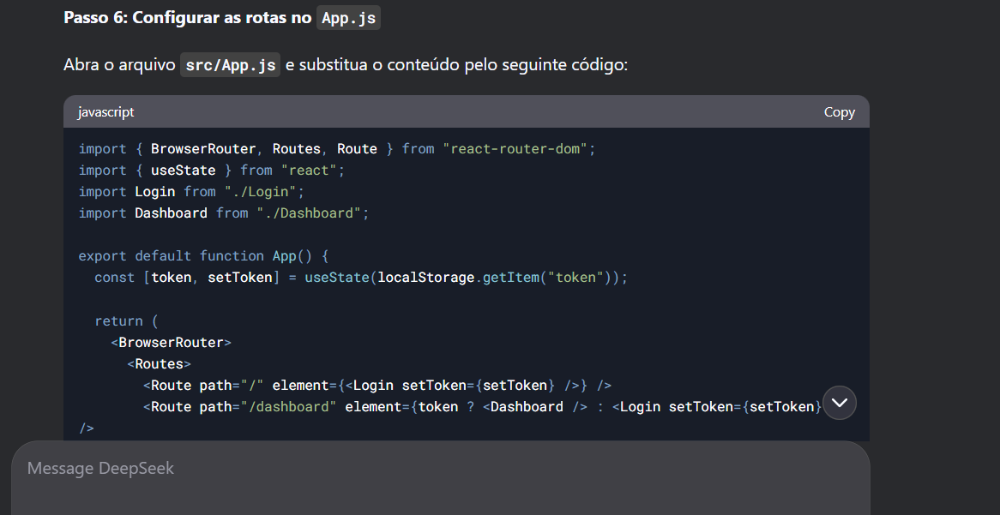 Passo 6: Configurar as rotas no App.js
Abra o arquivo src/App.js e substitua o conteúdo pelo seguinte código:
javascript Copy
import { BrowserRouter, Routes, Route } from "react-router-dom";
import { useState } from "react";
import Login from "./Login";
import Dashboard from "./Dashboard";
export default function App() {
const [token, setToken] = useState(localStorage.getItem("token"));
return (
<BrowserRouter>
<Routes>
<Route path="/" element={<Login setToken={setToken} />} />
<Route path="/dashboard" element={token ? <Dashboard /> : <Login setToken={setToken}
/>
Message DeepSeek